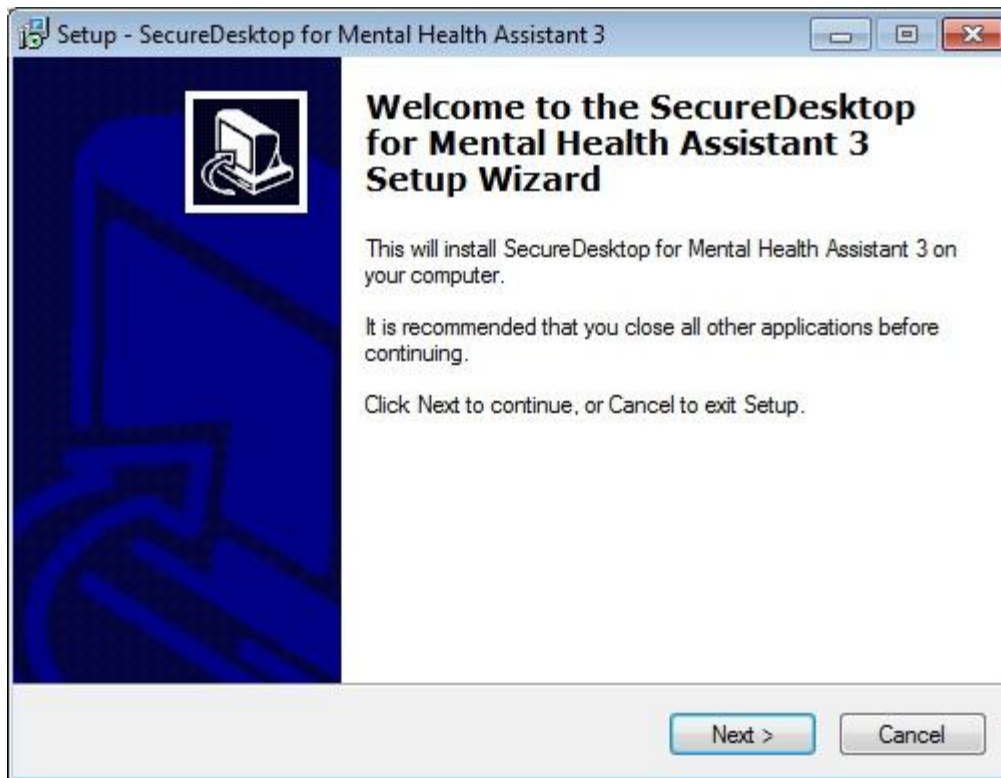 Setup - SecureDesktop for Mental Health Assistant 3
Welcome to the SecureDesktop
for Mental Health Assistant 3
Setup Wizard
This will install SecureDesktop for Mental Health Assistant 3 on
your computer.
It is recommended that you close all other applications before
continuing.
Click Next to continue, or Cancel to exit Setup.
Next >
Cancel